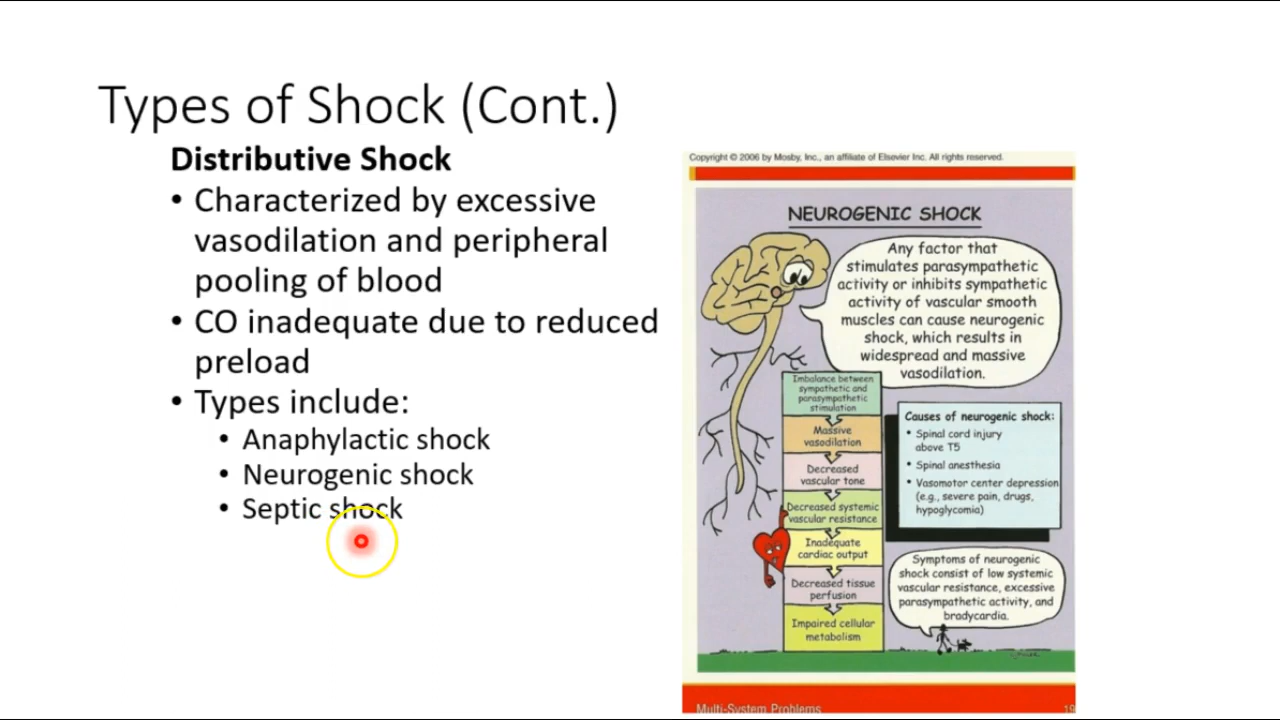 Types of Shock (Cont.)
Distributive Shock
• Characterized by excessive
vasodilation and peripheral
pooling of blood
• CO inadequate due to reduced
preload
• Types include:
• Anaphylactic shock
• Neurogenic shock
• Septic shock
Copyright © 2006 by Mosby, Inc., an affiliate of Elsevier Inc. All rights reserved.
NEUROGENIC SHOCK
Any factor that
stimulates parasympathetic
activity or inhibits sympathetic
activity of vascular smooth
muscles can cause neurogenic
shock, which results in
widespread and massive
vasodilation.
Imbalance between
sympathetic and
parasympathetic
stimulation
Massive
vasodilation
Decreased
vascular tone
Decreased systemic
vascular resistance
Inadequate
cardiac output
Decreased tissue
perfusion
Impaired cellular
metabolism
Causes of neurogenic shock:
• Spinal cord injury
above T5
• Spinal anesthesia
• Vasomotor center depression
(e.g., severe pain, drugs,
hypoglycomia)
Symptoms of neurogenic
shock consist of low systemic
vascular resistance, excessive
parasympathetic activity, and
bradycardia.
Multi-System Problems